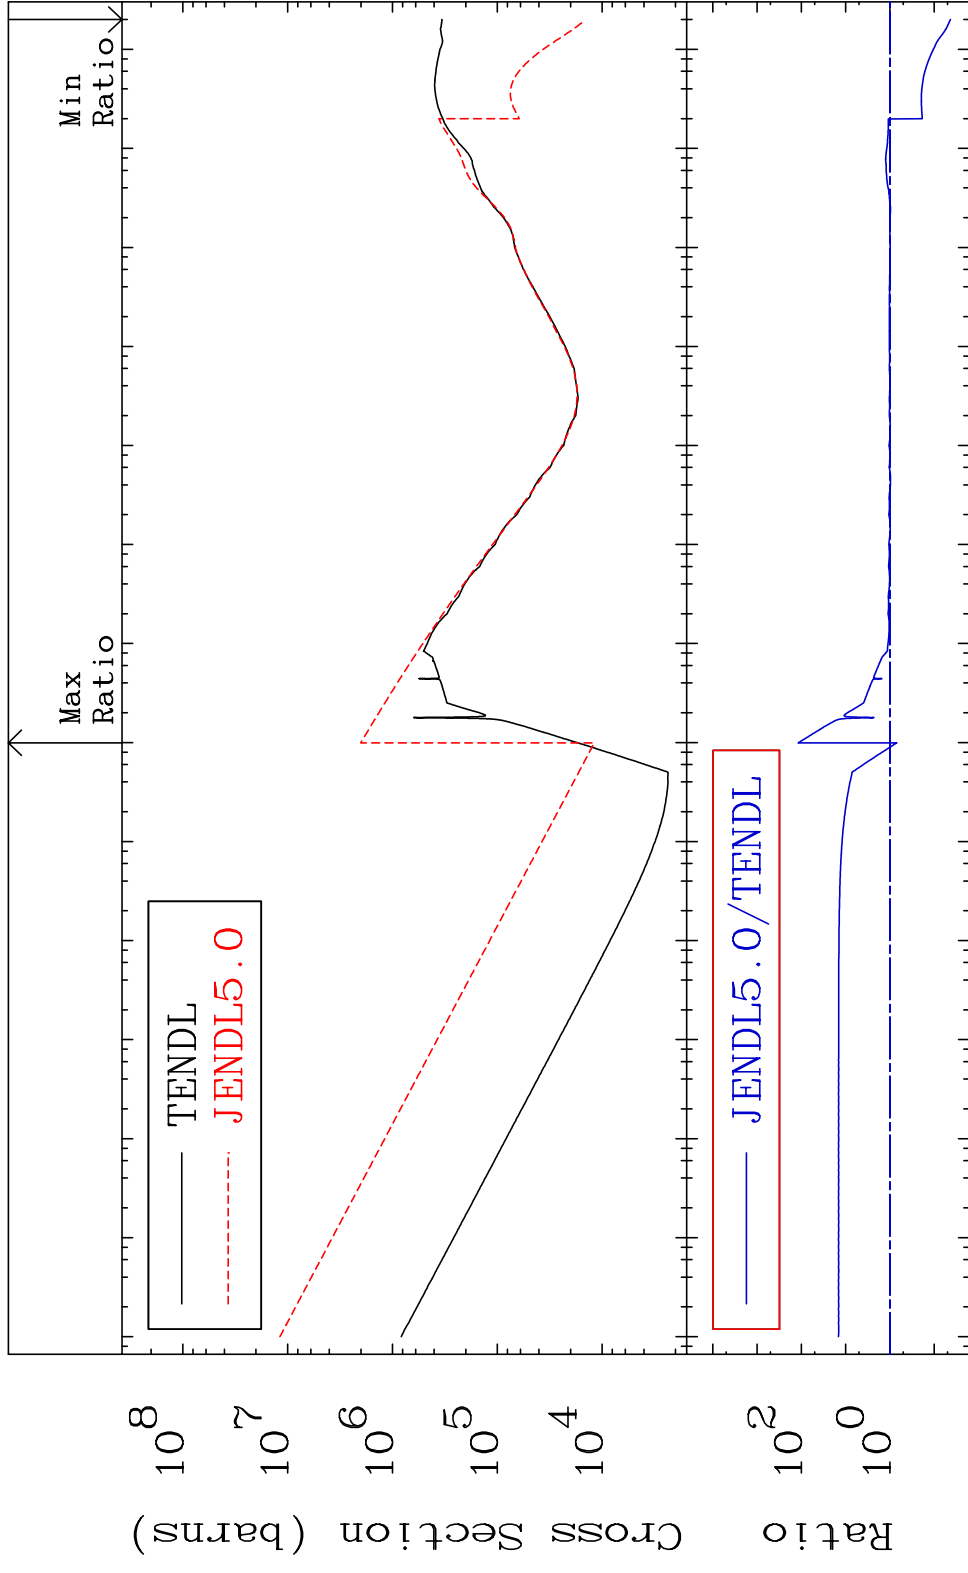 Max
Ratio
Min
Ratio
TENDL
JENDL5.0
10^8
10^7
10^6
10^5
10^4
Cross Section (barns)
JENDL5.0/TENDL
10^2
10^0
Ratio